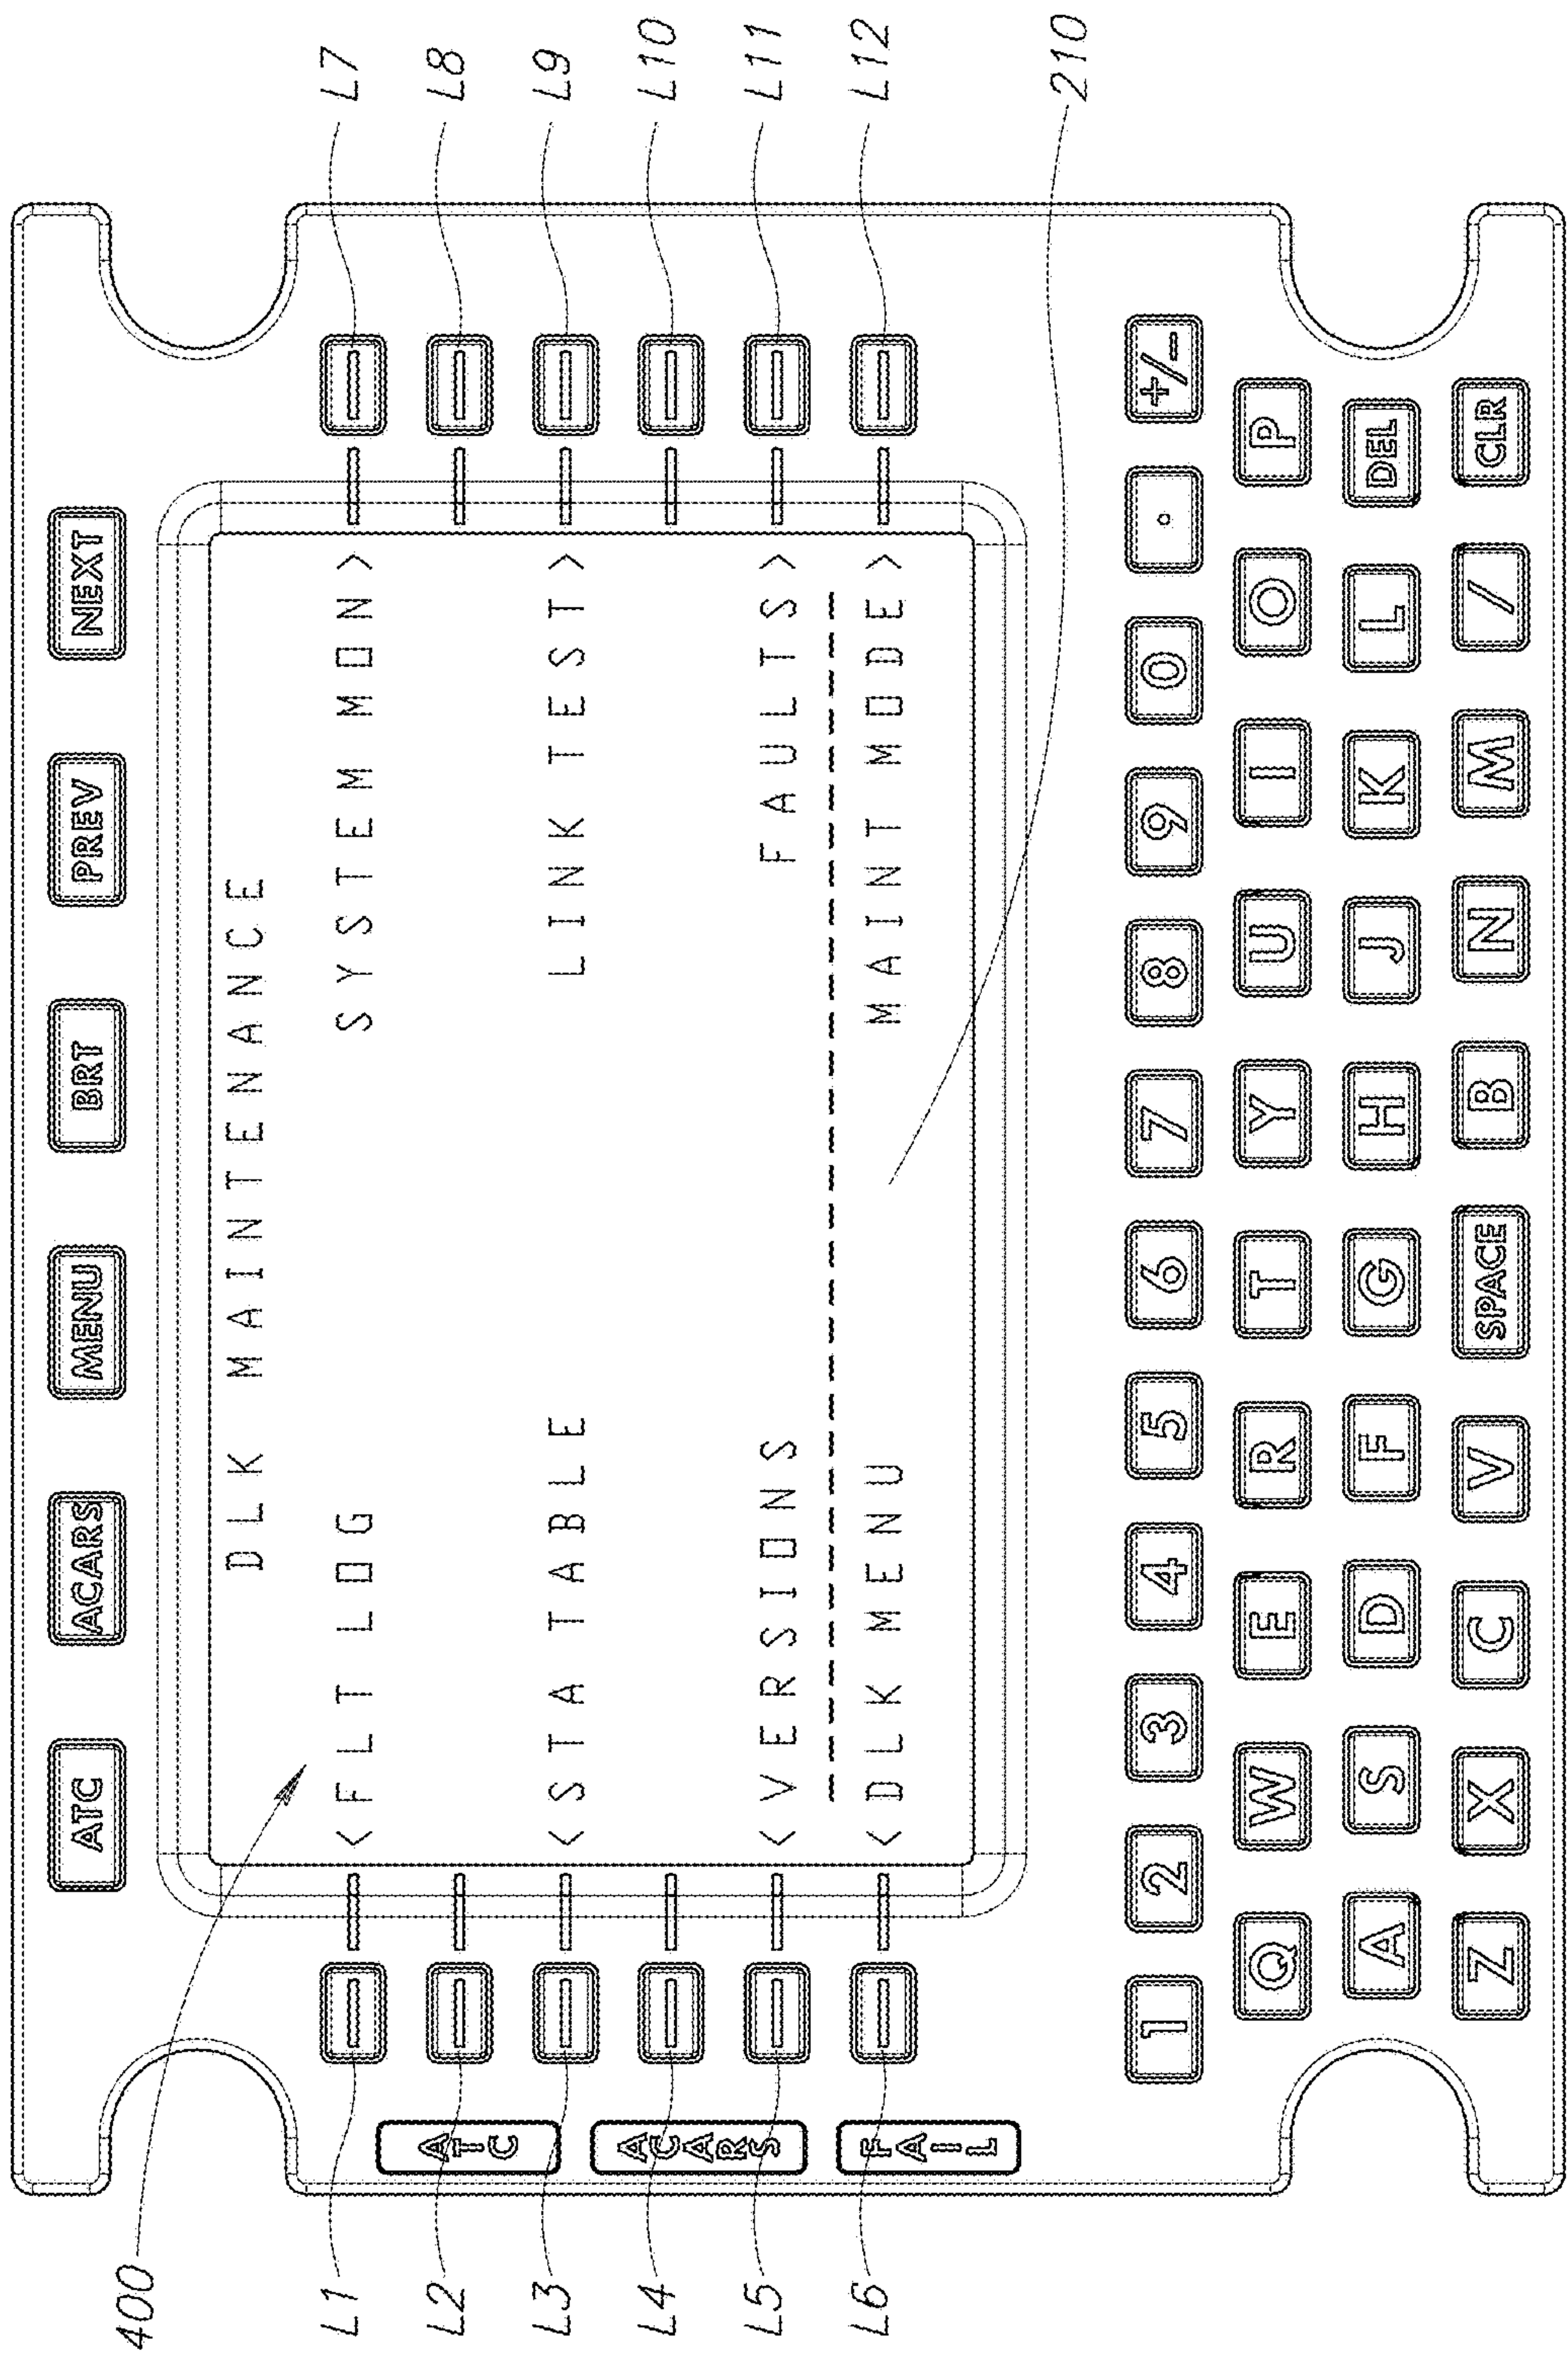 400
ATC ACARS MENU BRT PREV NEXT
DLK MAINTENANCE
L1 <FLT LOG SYSTEM MON> L7
L2 L8
L3 <STA TABLE LINK TEST> L9
L4 L10
L5 <VERSIONS FAULTS> L11
L6 <DLK MENU MAINT MODE> L12
210
ATC
ACARS
FAIL
1 2 3 4 5 6 7 8 9 0 . +/-
Q W E R T Y U I O P
A S D F G H J K L DEL
Z X C V SPACE B N M / CLR